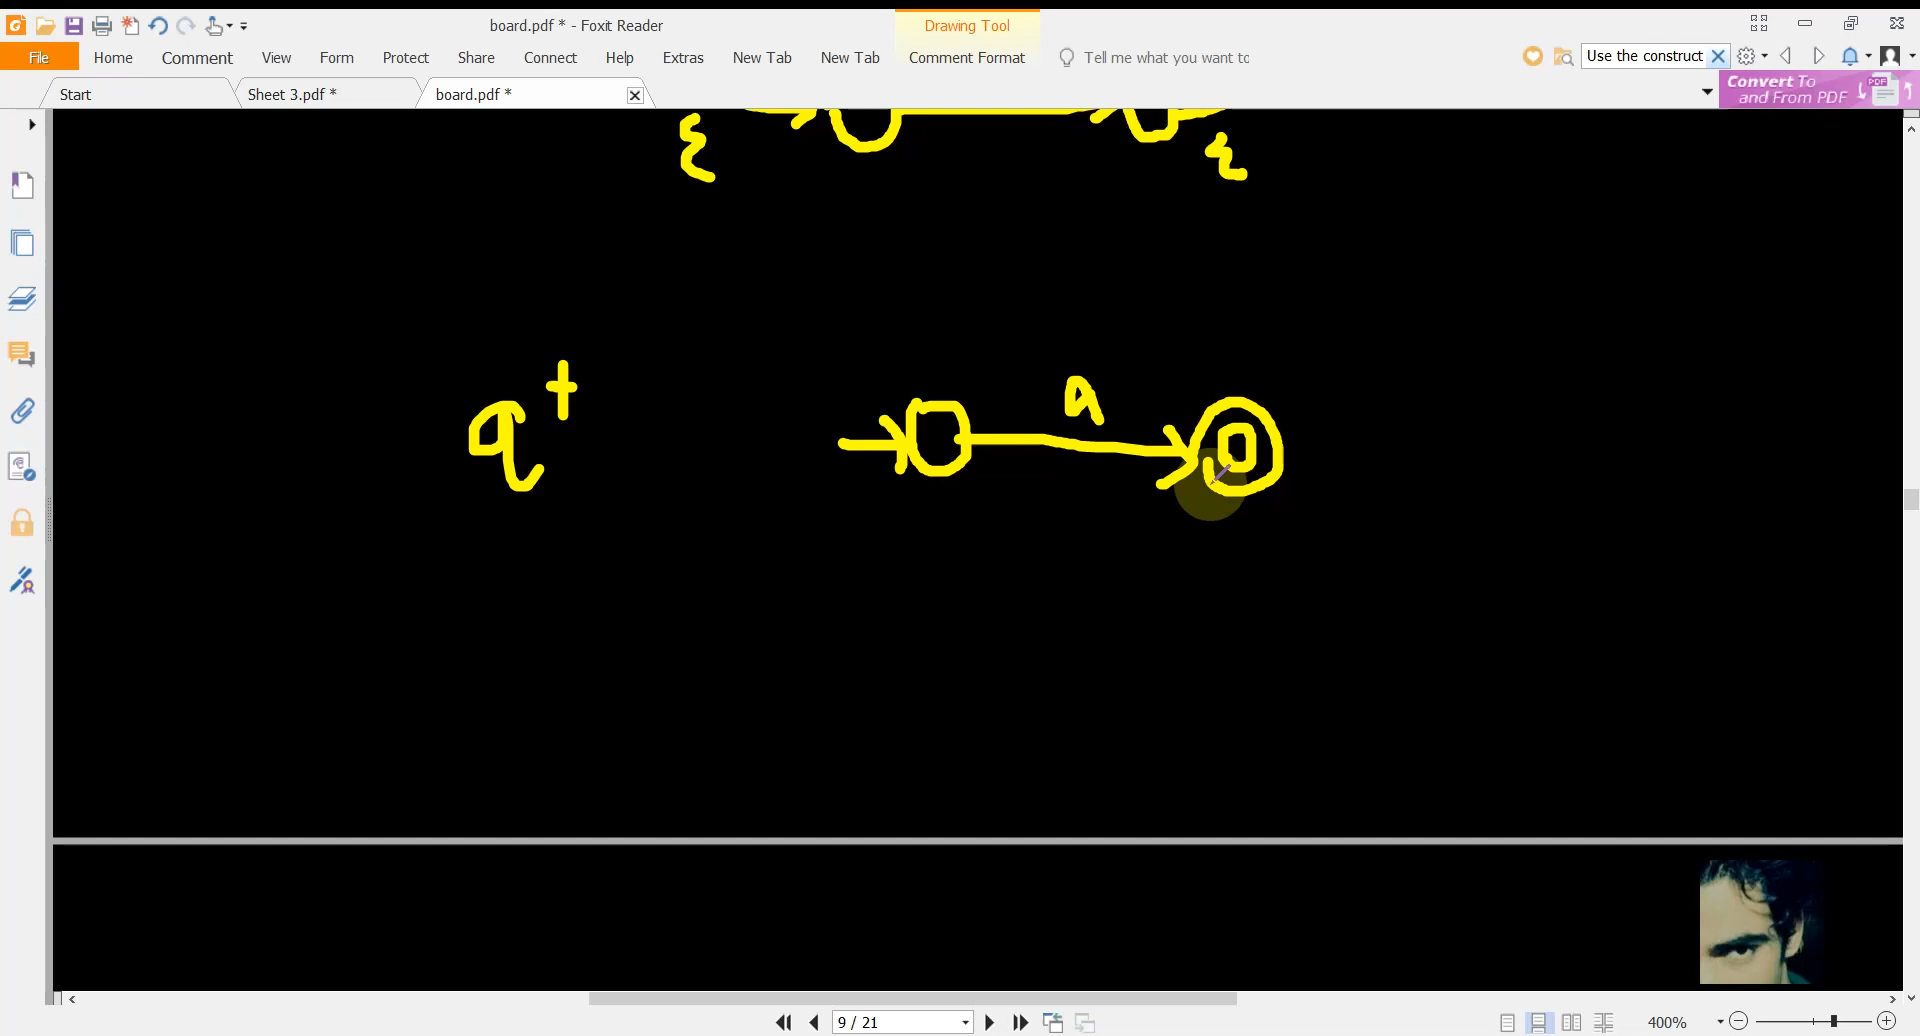 board.pdf * - Foxit Reader
Drawing Tool
File Home Comment View Form Protect Share Connect Help Extras New Tab New Tab Comment Format Tell me what you want to
Use the construct
Start Sheet 3.pdf * board.pdf *
Convert To
and From PDF
PDF
ε ε
a
a+
9 / 21
400%